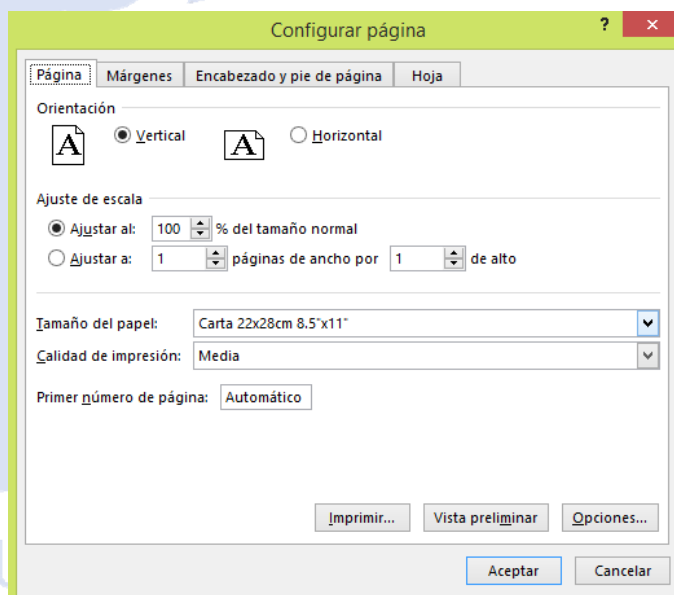 Configurar página ? ×
Página Márgenes Encabezado y pie de página Hoja
Orientación
A Vertical A Horizontal
Ajuste de escala
Ajustar al: 100 % del tamaño normal
Ajustar a: 1 páginas de ancho por 1 de alto
Tamaño del papel: Carta 22x28cm 8.5"x11"
Calidad de impresión: Media
Primer número de página: Automático
Imprimir... Vista preliminar Opciones...
Aceptar Cancelar